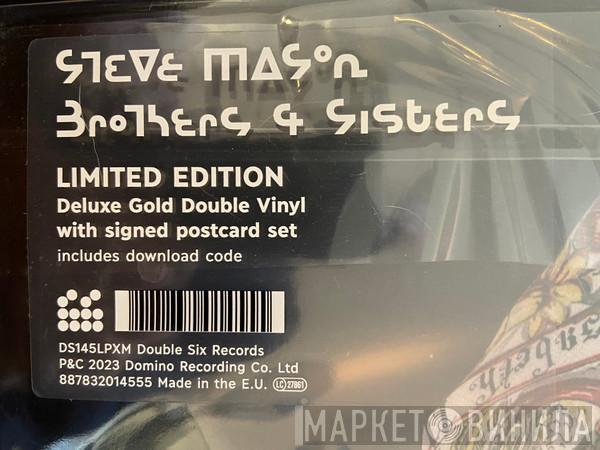 STEVE MASON
BROTHERS & SISTERS
LIMITED EDITION
Deluxe Gold Double Vinyl
with signed postcard set
includes download code
DS145LPXM Double Six Records
P&C 2023 Domino Recording Co. Ltd
887832014555 Made in the E.U. LC 27861
МАРКЕТ ВИНИЛА